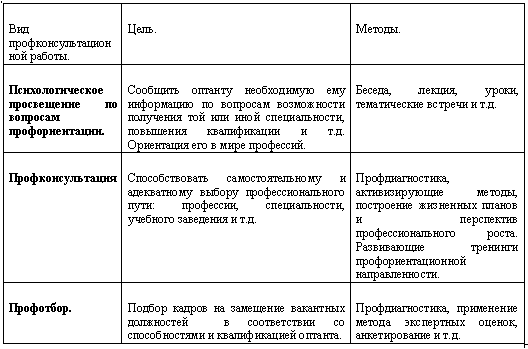 Вид
профконсультацион
ной работы.
Цель.
Методы.
Психологическое
просвещение по
вопросам
профориентации.
Сообщить оптанту необходимую ему
информацию по вопросам возможности
получения той или иной специальности,
повышения квалификации и т.д.
Ориентация его в мире профессий.
Беседа, лекция, уроки,
тематические встречи и т.д.
Профконсультация
Способствовать самостоятельному и
адекватному выбору профессионального
пути: профессии, специальности,
учебного заведения и т.д.
Профдиагностика,
активизирующие методы,
построение жизненных планов
и перспектив
профессионального роста.
Развивающие тренинги
профориентационной
направленности.
Профотбор.
Подбор кадров на замещение вакантных
должностей в соответствии со
способностями и квалификацией оптанта.
Профдиагностика, применение
метода экспертных оценок,
анкетирование и т.д.